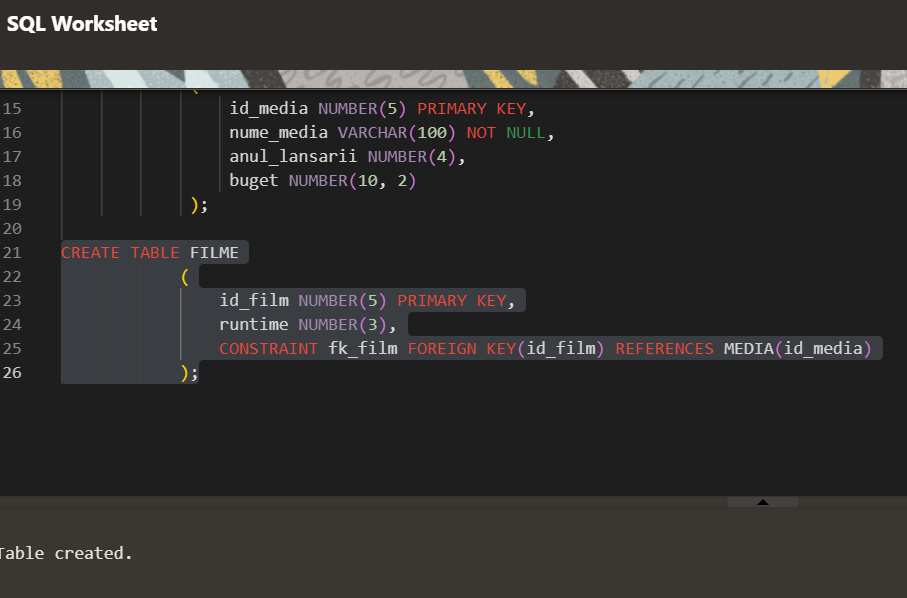 SQL Worksheet
15 id_media NUMBER(5) PRIMARY KEY,
16 nume_media VARCHAR(100) NOT NULL,
17 anul_lansarii NUMBER(4),
18 buget NUMBER(10, 2)
19 );
20
21 CREATE TABLE FILME
22 (
23 id_film NUMBER(5) PRIMARY KEY,
24 runtime NUMBER(3),
25 CONSTRAINT fk_film FOREIGN KEY(id_film) REFERENCES MEDIA(id_media)
26 );
Table created.